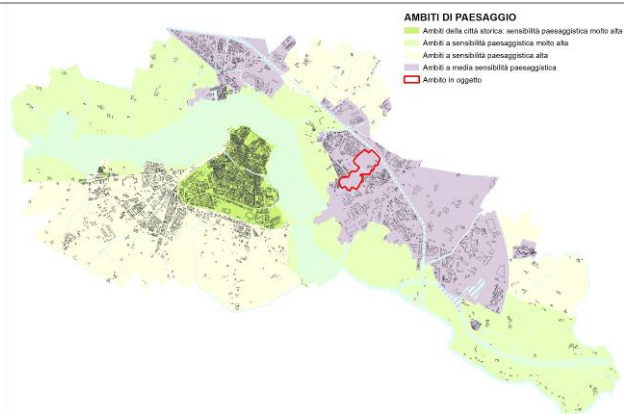 AMBITI DI PAESAGGIO
Ambiti della città storica: sensibilità paesaggistica molto alta
Ambiti a sensibilità paesaggistica molto alta
Ambiti a sensibilità paesaggistica alta
Ambiti a media sensibilità paesaggistica
Ambito in oggetto